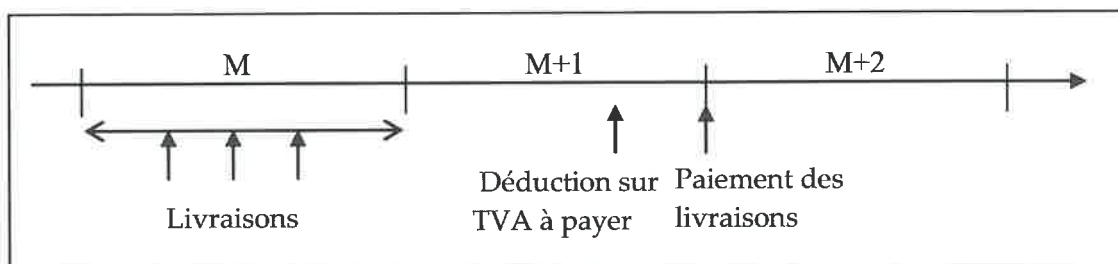 M M+1 M+2
Déduction sur Paiement des
Livraisons TVA à payer livraisons